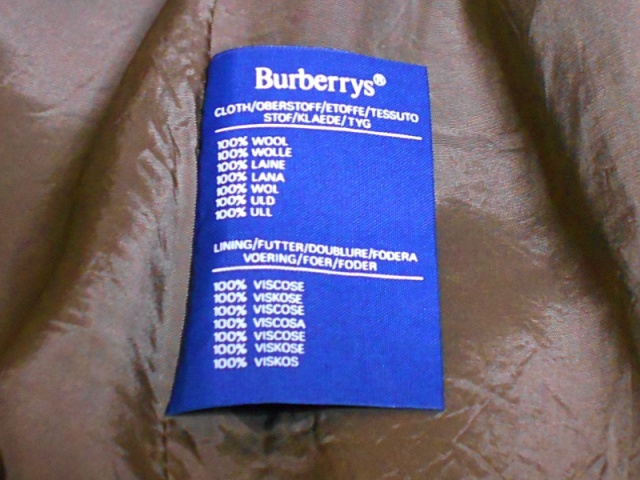 Burberrys®
CLOTH/OBERSTOFF/ETOFFE/TESSUTO
STOF/KLAEDE/TYG
100% WOOL
100% WOLLE
100% LAINE
100% LANA
100% WOL
100% ULD
100% ULL
LINING/FUTTER/DOUBLURE/FODERA
VOERING/FOER/FODER
100% VISCOSE
100% VISKOSE
100% VISCOSE
100% VISCOSA
100% VISCOSE
100% VISKOSE
100% VISKOS